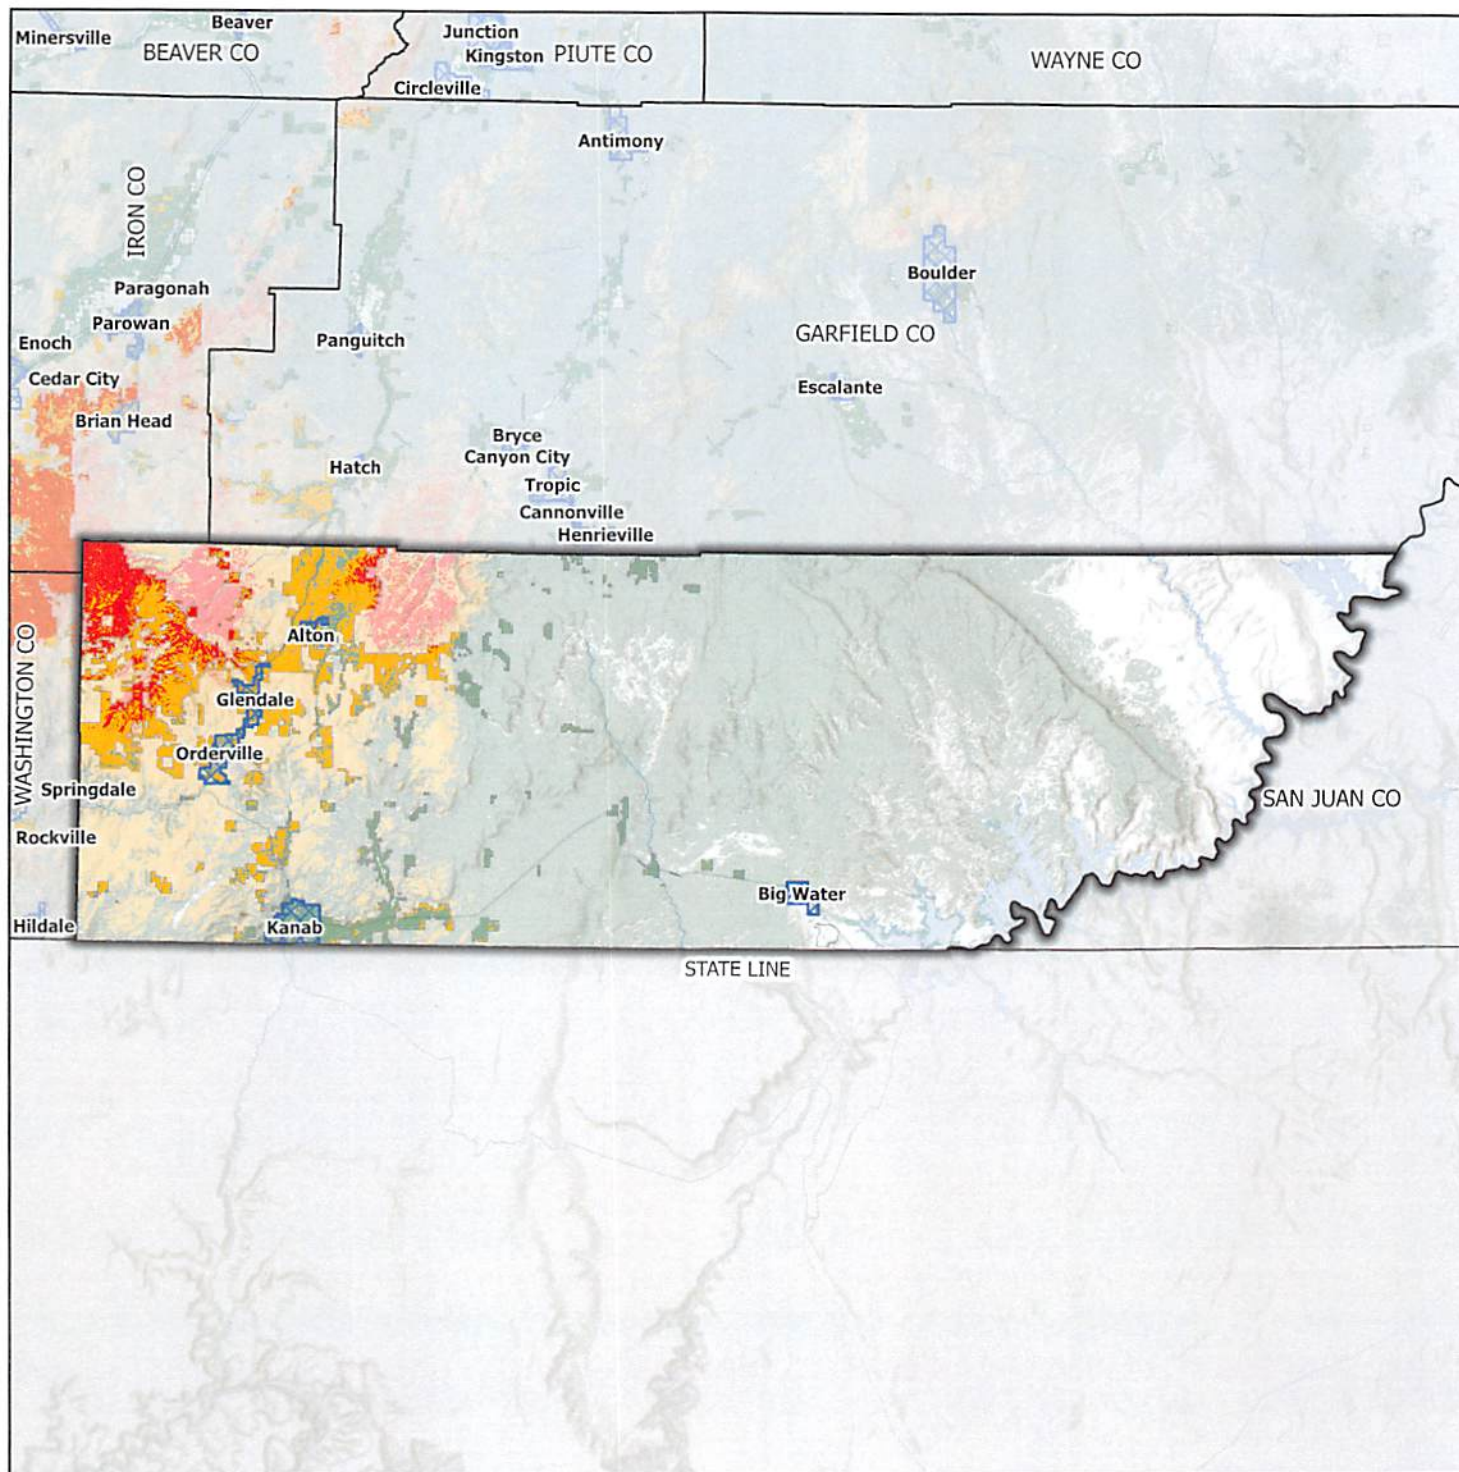 Beaver
Minersville
BEAVER CO
Junction
Kingston
PIUTE CO
WAYNE CO
Circleville
Antimony
IRON CO
Boulder
Paragonah
Parowan
GARFIELD CO
Enoch
Panguitch
Cedar City
Escalante
Brian Head
Bryce
Canyon City
Hatch
Tropic
Cannonville
Henrieville
WASHINGTON CO
Alton
Glendale
Orderville
Springdale
SAN JUAN CO
Rockville
Big Water
Hildale
Kanab
STATE LINE